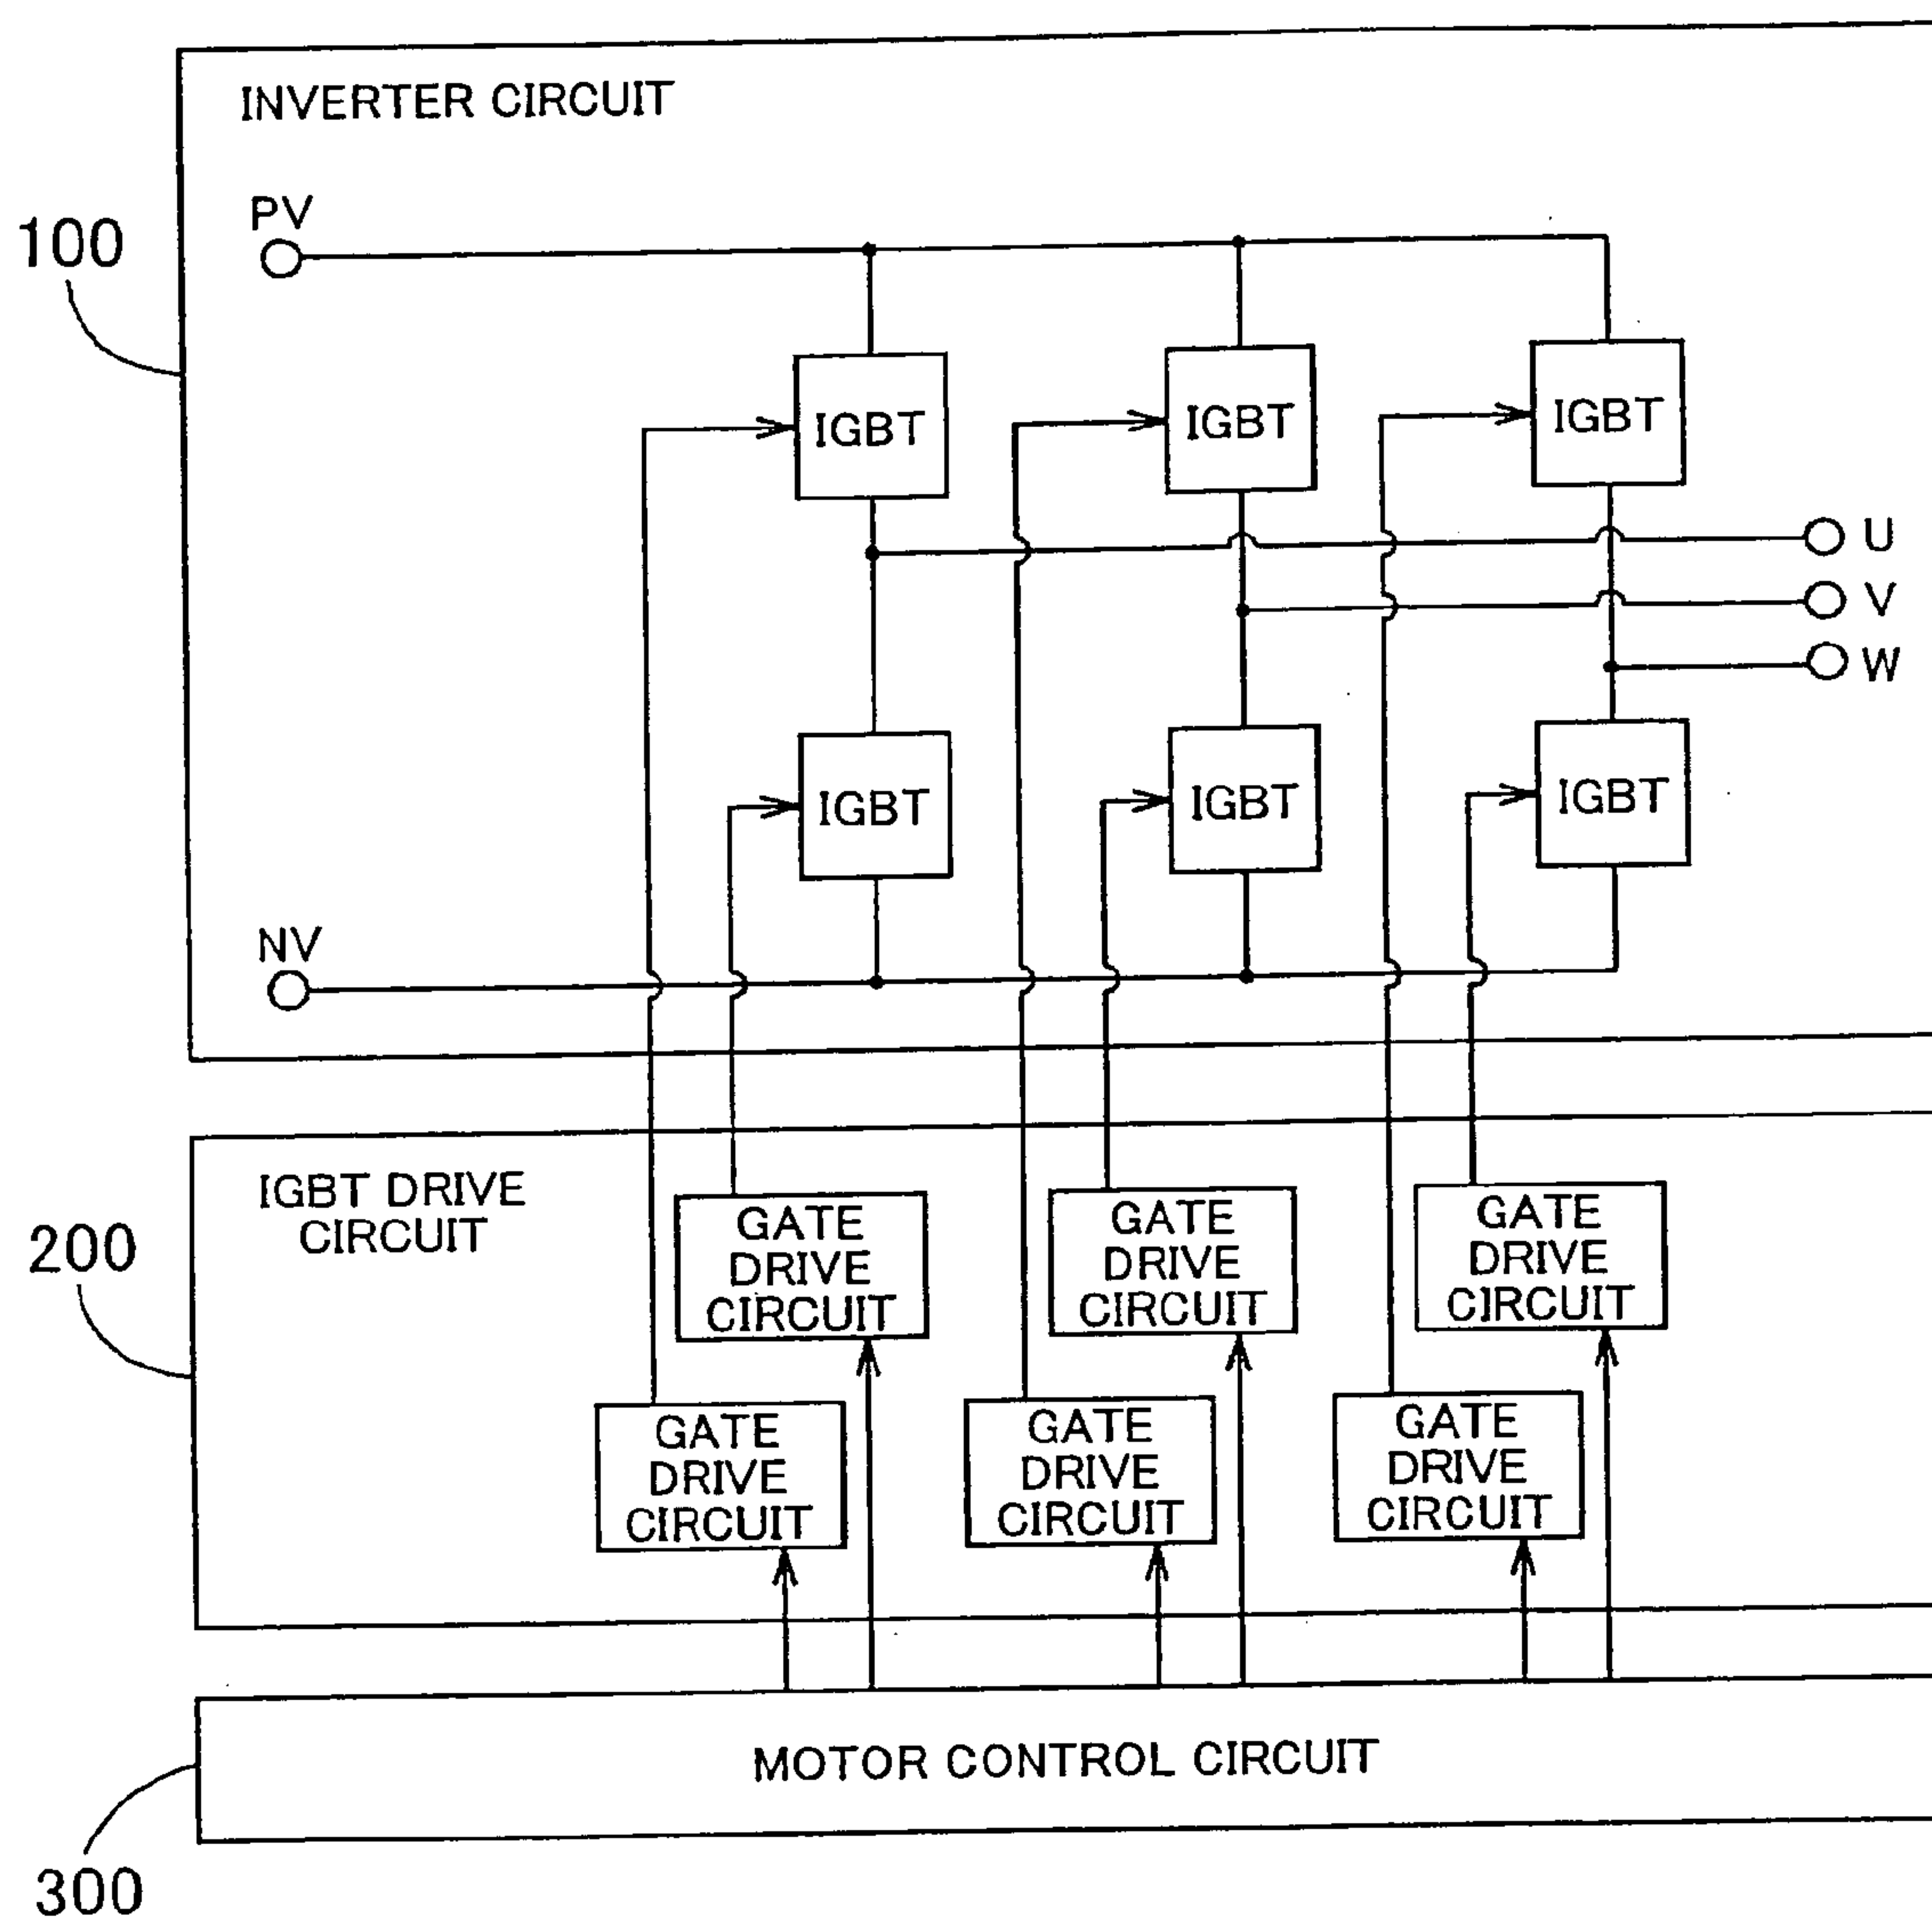 INVERTER CIRCUIT
PV
100
IGBT
IGBT
IGBT
U
V
W
IGBT
IGBT
IGBT
NV
IGBT DRIVE
CIRCUIT
200
GATE
DRIVE
CIRCUIT
GATE
DRIVE
CIRCUIT
GATE
DRIVE
CIRCUIT
GATE
DRIVE
CIRCUIT
GATE
DRIVE
CIRCUIT
GATE
DRIVE
CIRCUIT
MOTOR CONTROL CIRCUIT
300